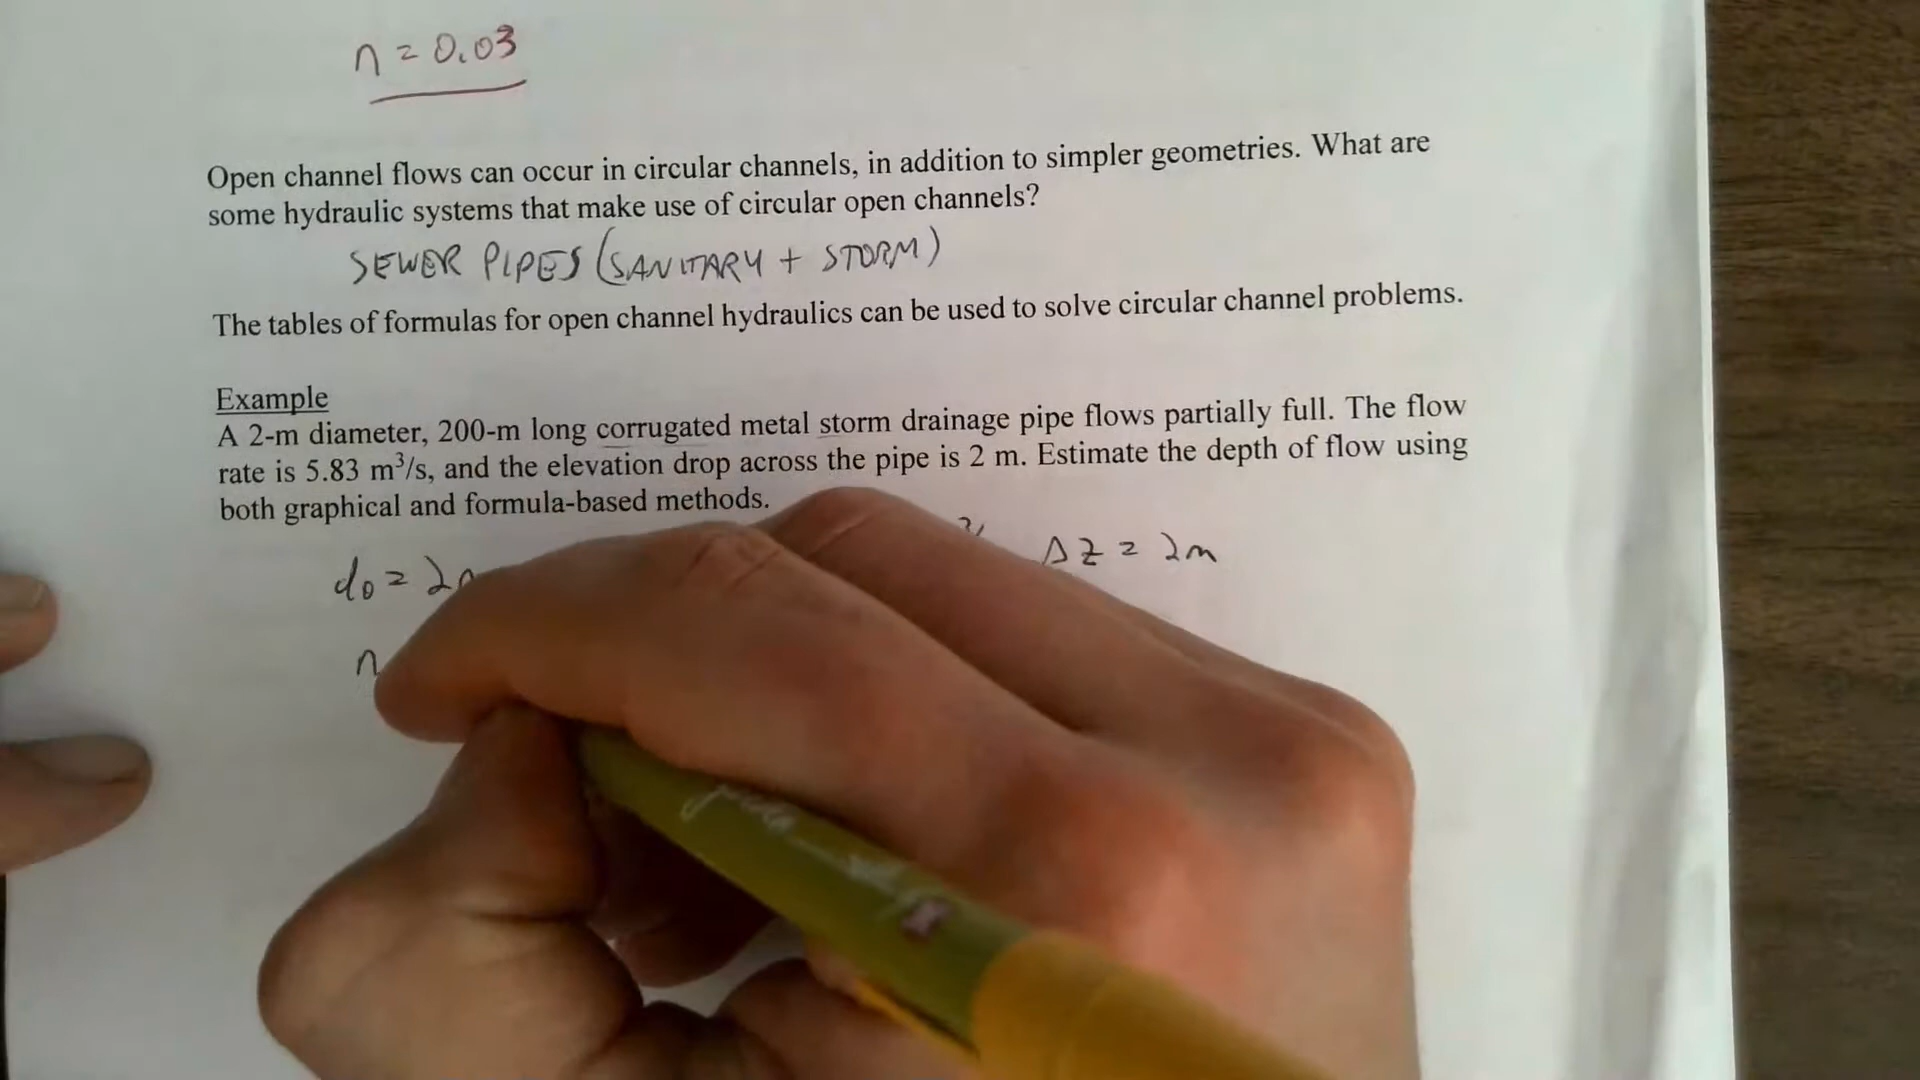 n = 0.03
Open channel flows can occur in circular channels, in addition to simpler geometries. What are
some hydraulic systems that make use of circular open channels?
SEWER PIPES (SANITARY + STORM)
The tables of formulas for open channel hydraulics can be used to solve circular channel problems.
Example
A 2-m diameter, 200-m long corrugated metal storm drainage pipe flows partially full. The flow
rate is 5.83 m³/s, and the elevation drop across the pipe is 2 m. Estimate the depth of flow using
both graphical and formula-based methods.
d₀ = 2m ΔZ = 2m
n